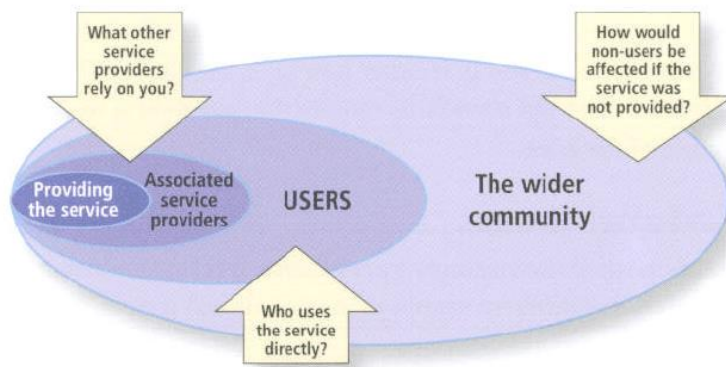 What other
service
providers
rely on you?
How would
non-users be
affected if the
service was
not provided?
Providing
the service
Associated
service
providers
USERS
The wider
community
Who uses
the service
directly?